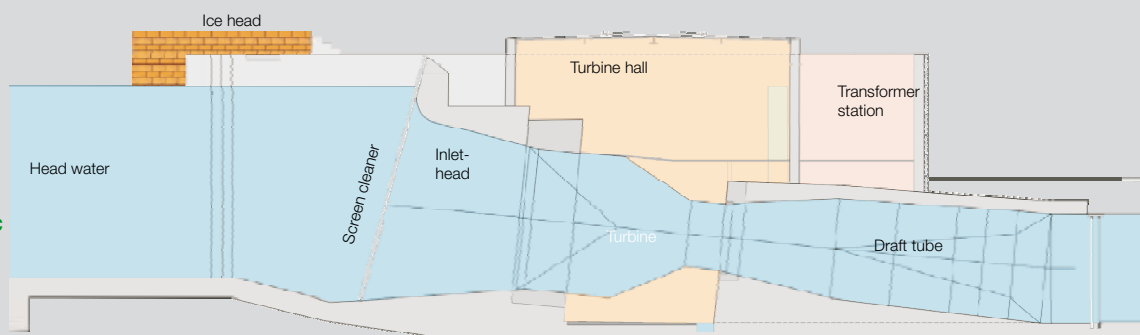 Ice head
Turbine hall
Transformer
station
Head water
Screen cleaner
Inlet-
head
Turbine
Draft tube